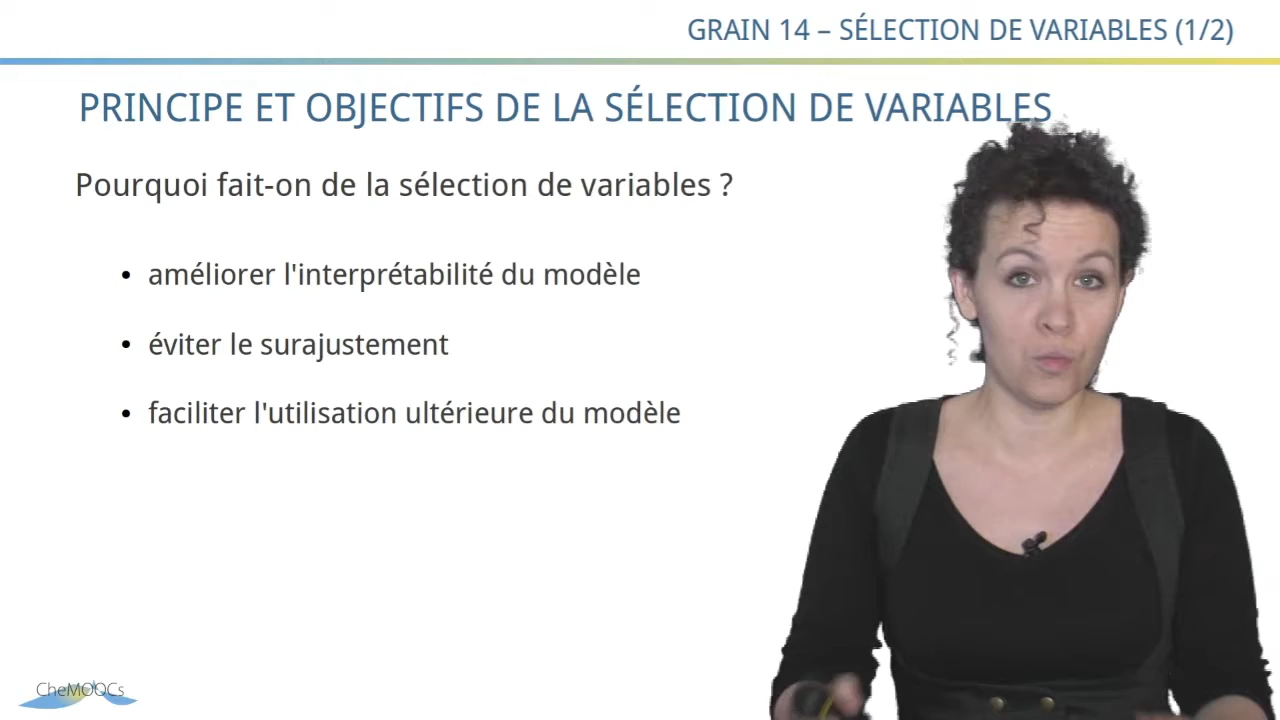 GRAIN 14 – SÉLECTION DE VARIABLES (1/2)
PRINCIPE ET OBJECTIFS DE LA SÉLECTION DE VARIABLES
Pourquoi fait-on de la sélection de variables ?
• améliorer l'interprétabilité du modèle
• éviter le surajustement
• faciliter l'utilisation ultérieure du modèle
CheMOOCs